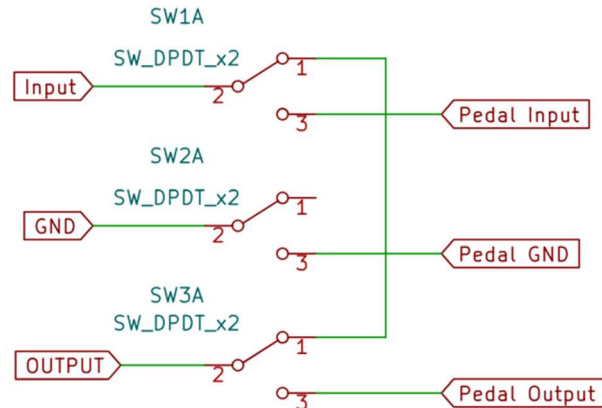 SW1A
SW_DPDT_x2
1
Input
2
3
Pedal Input
SW2A
SW_DPDT_x2
1
GND
2
3
Pedal GND
SW3A
SW_DPDT_x2
1
OUTPUT
2
3
Pedal Output